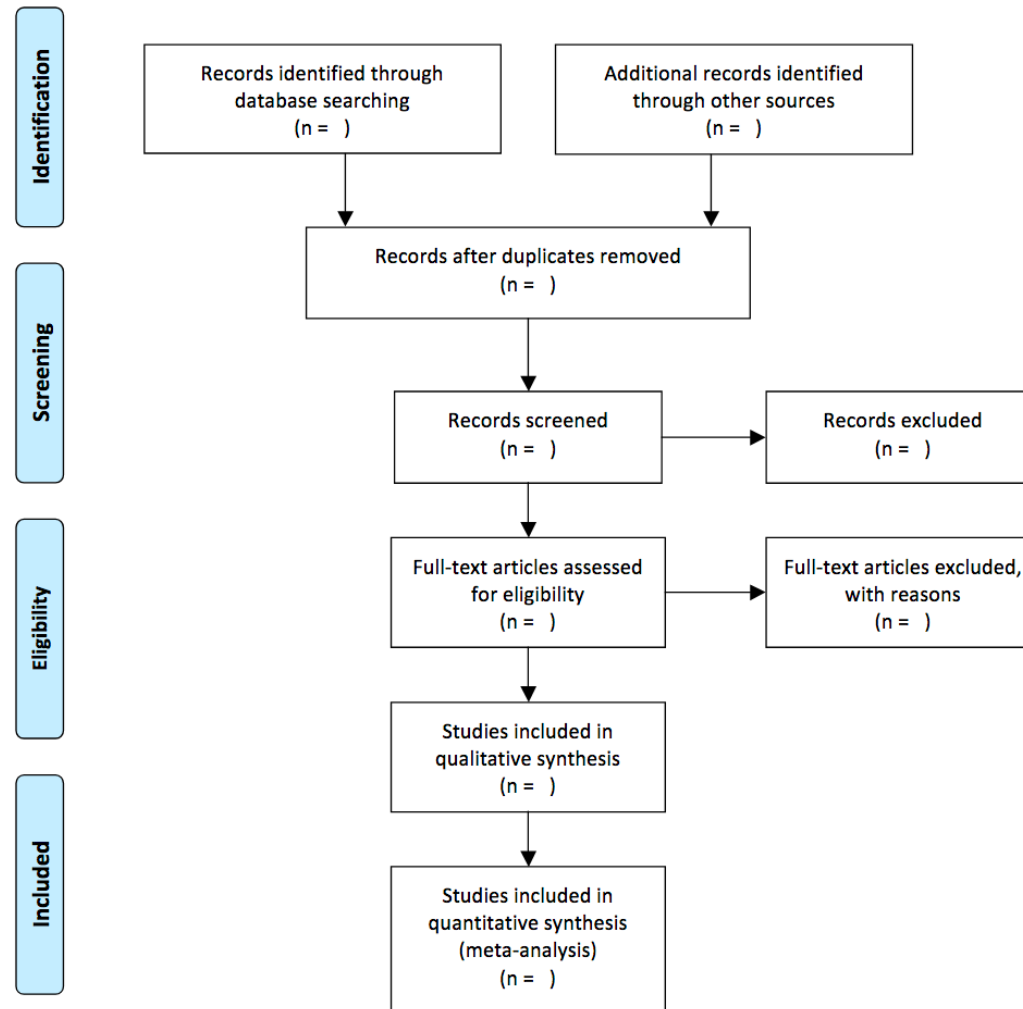 Identification
Records identified through
database searching
(n =   )
Additional records identified
through other sources
(n =   )
Records after duplicates removed
(n =   )
Screening
Records screened
(n =   )
Records excluded
(n =   )
Eligibility
Full-text articles assessed
for eligibility
(n =   )
Full-text articles excluded,
with reasons
(n =   )
Studies included in
qualitative synthesis
(n =   )
Included
Studies included in
quantitative synthesis
(meta-analysis)
(n =   )